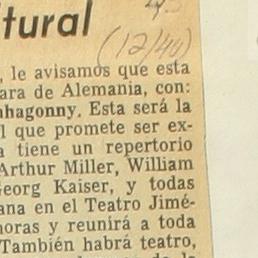 ltural
(12/40)
, le avisamos que esta
ara de Alemania, con:
ahagonny. Esta será la
l que promete ser ex-
a tiene un repertorio
Arthur Miller, William
Georg Kaiser, y todas
ana en el Teatro Jimé-
horas y reunirá a toda
También habrá teatro,